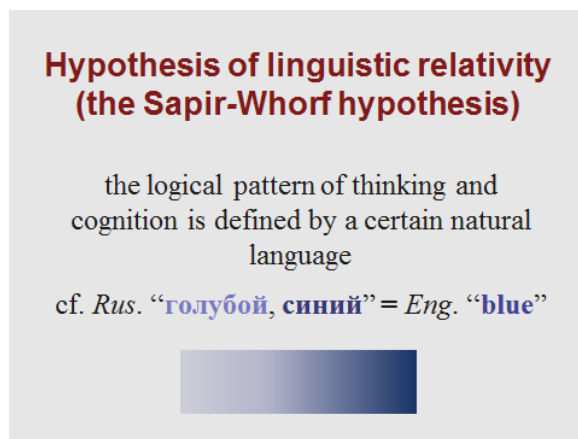 Hypothesis of linguistic relativity
(the Sapir-Whorf hypothesis)
the logical pattern of thinking and
cognition is defined by a certain natural
language
cf. Rus. “голубой, синий” = Eng. “blue”